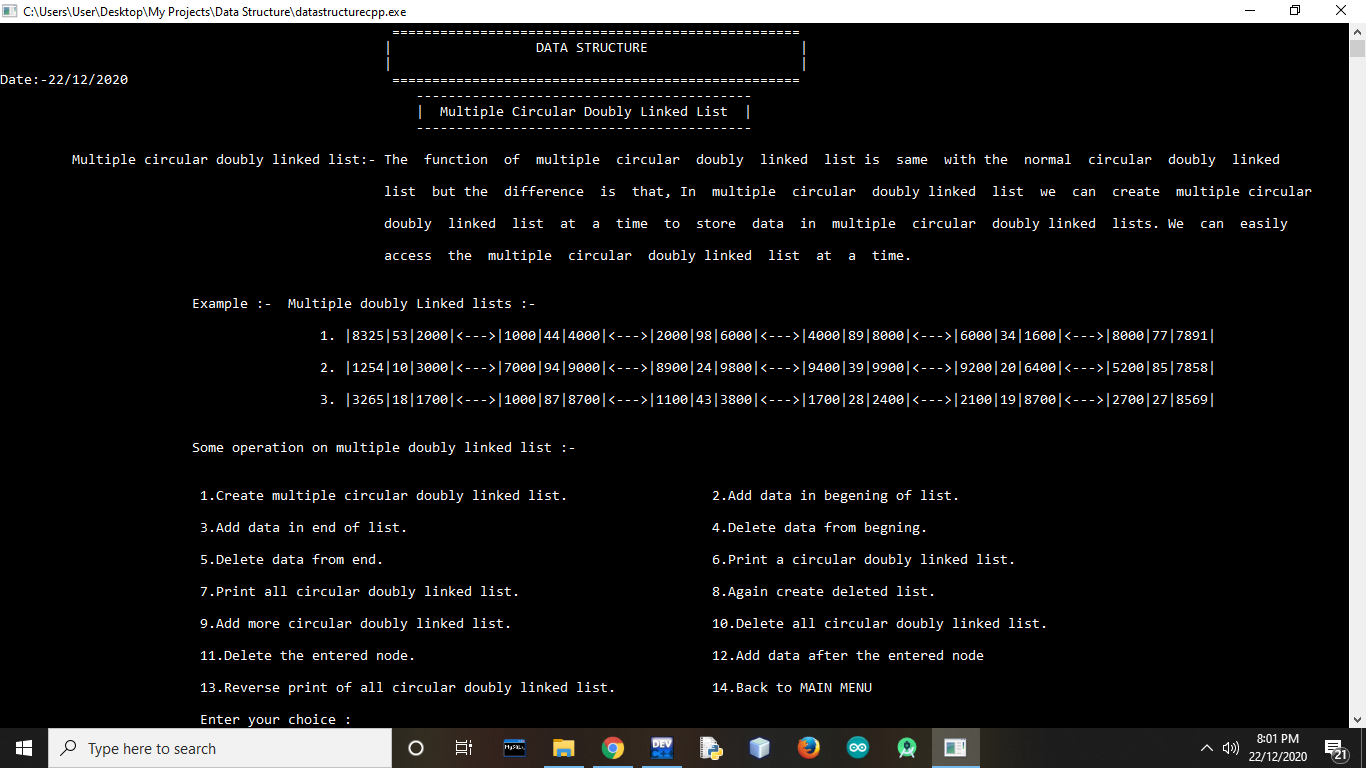 C:\Users\User\Desktop\My Projects\Data Structure\datastructurecpp.exe
===================================================
| DATA STRUCTURE |
| |
Date:-22/12/2020 ===================================================
------------------------------------------
| Multiple Circular Doubly Linked List |
------------------------------------------
Multiple circular doubly linked list:- The function of multiple circular doubly linked list is same with the normal circular doubly linked
list but the difference is that, In multiple circular doubly linked list we can create multiple circular
doubly linked list at a time to store data in multiple circular doubly linked lists. We can easily
access the multiple circular doubly linked list at a time.
Example :- Multiple doubly Linked lists :-
1. |8325|53|2000|<--->|1000|44|4000|<--->|2000|98|6000|<--->|4000|89|8000|<--->|6000|34|1600|<--->|8000|77|7891|
2. |1254|10|3000|<--->|7000|94|9000|<--->|8900|24|9800|<--->|9400|39|9900|<--->|9200|20|6400|<--->|5200|85|7858|
3. |3265|18|1700|<--->|1000|87|8700|<--->|1100|43|3800|<--->|1700|28|2400|<--->|2100|19|8700|<--->|2700|27|8569|
Some operation on multiple doubly linked list :-
1.Create multiple circular doubly linked list. 2.Add data in begening of list.
3.Add data in end of list. 4.Delete data from begning.
5.Delete data from end. 6.Print a circular doubly linked list.
7.Print all circular doubly linked list. 8.Again create deleted list.
9.Add more circular doubly linked list. 10.Delete all circular doubly linked list.
11.Delete the entered node. 12.Add data after the entered node
13.Reverse print of all circular doubly linked list. 14.Back to MAIN MENU
Enter your choice :
Type here to search
MySQL
DEV
8:01 PM
22/12/2020
21